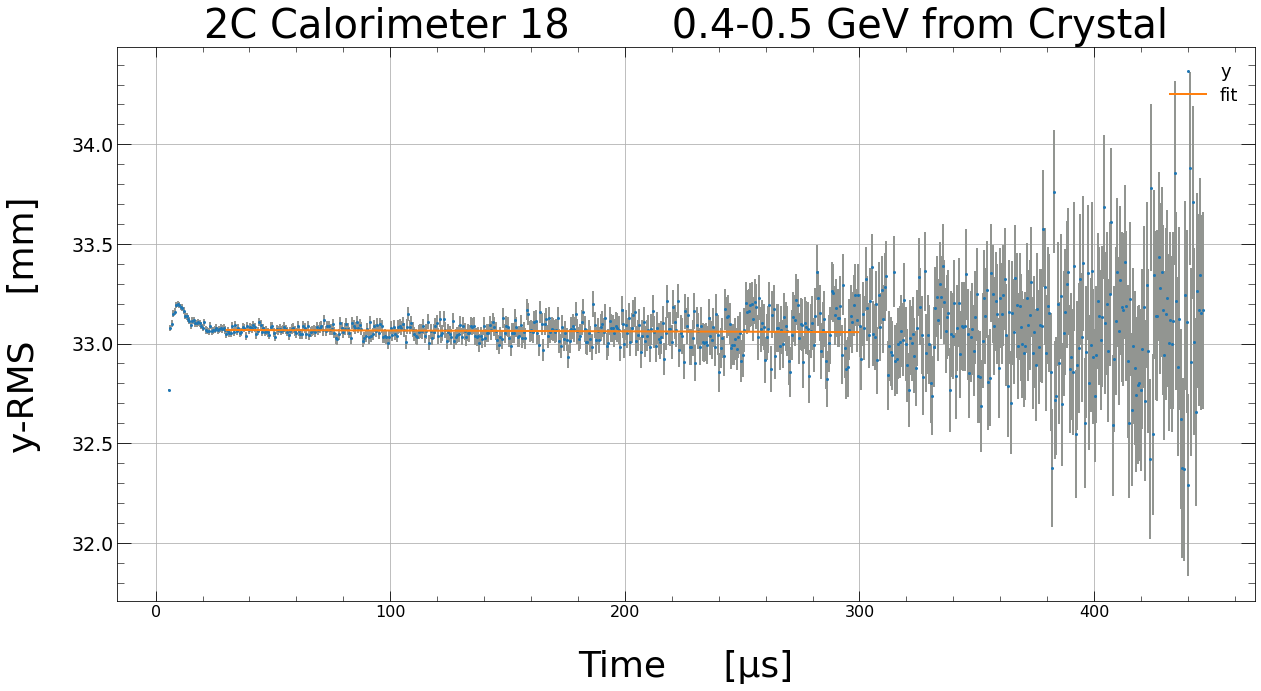 2C Calorimeter 18 0.4-0.5 GeV from Crystal
y
fit
34.0
33.5
33.0
32.5
32.0
y-RMS [mm]
0 100 200 300 400
Time [µs]